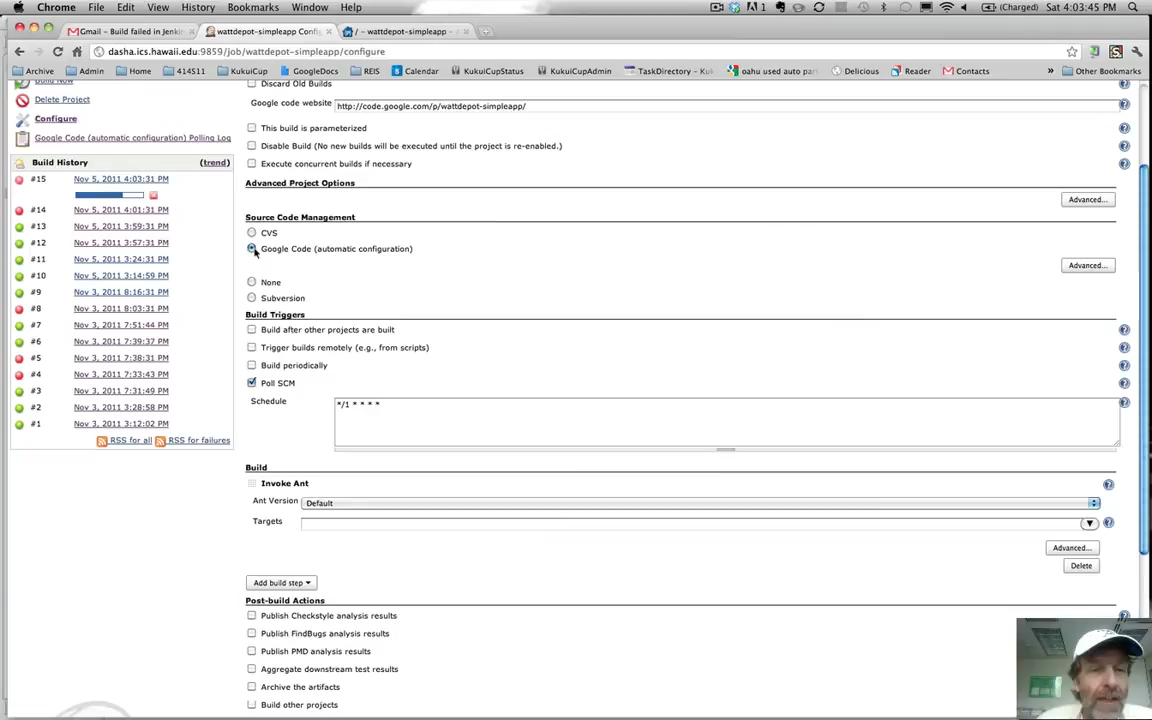 Chrome File Edit View History Bookmarks Window Help (Charged) Sat 4:03:45 PM
Gmail – Build failed in Jenki
wattdepot-simpleapp Confi
/ – wattdepot-simpleapp –
dasha.ics.hawaii.edu:9859/job/wattdepot-simpleapp/configure
Archive Admin Home 414S11 KukuiCup GoogleDocs REIS Calendar KukuiCupStatus KukuiCupAdmin TaskDirectory – Kuk oahu used auto part Delicious Reader Contacts » Other Bookmarks
Build Now
Delete Project
Configure
Google Code (automatic configuration) Polling Log
Build History (trend)
#15 Nov 5, 2011 4:03:31 PM
#14 Nov 5, 2011 4:01:31 PM
#13 Nov 5, 2011 3:59:31 PM
#12 Nov 5, 2011 3:57:31 PM
#11 Nov 5, 2011 3:24:31 PM
#10 Nov 5, 2011 3:14:59 PM
#9 Nov 3, 2011 8:16:31 PM
#8 Nov 3, 2011 8:03:31 PM
#7 Nov 3, 2011 7:51:44 PM
#6 Nov 3, 2011 7:39:37 PM
#5 Nov 3, 2011 7:38:31 PM
#4 Nov 3, 2011 7:33:43 PM
#3 Nov 3, 2011 7:31:49 PM
#2 Nov 3, 2011 3:28:58 PM
#1 Nov 3, 2011 3:12:02 PM
RSS for all RSS for failures
Discard Old Builds
Google code website http://code.google.com/p/wattdepot-simpleapp/
This build is parameterized
Disable Build (No new builds will be executed until the project is re-enabled.)
Execute concurrent builds if necessary
Advanced Project Options
Advanced...
Source Code Management
CVS
Google Code (automatic configuration)
Advanced...
None
Subversion
Build Triggers
Build after other projects are built
Trigger builds remotely (e.g., from scripts)
Build periodically
Poll SCM
Schedule */1 * * * *
Build
Invoke Ant
Ant Version Default
Targets
Advanced...
Delete
Add build step
Post-build Actions
Publish Checkstyle analysis results
Publish FindBugs analysis results
Publish PMD analysis results
Aggregate downstream test results
Archive the artifacts
Build other projects